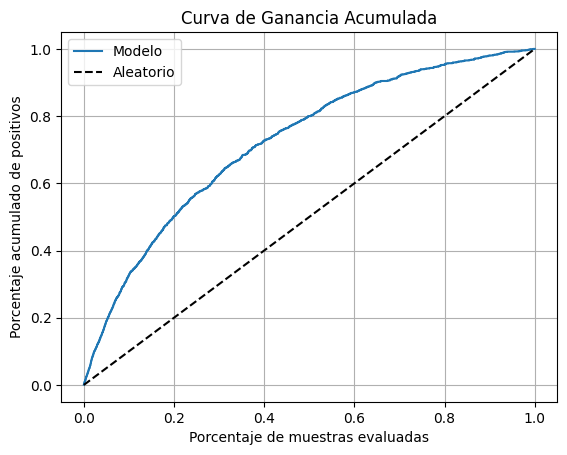 Curva de Ganancia Acumulada
Modelo
Aleatorio
Porcentaje acumulado de positivos
1.0
0.8
0.6
0.4
0.2
0.0
0.0 0.2 0.4 0.6 0.8 1.0
Porcentaje de muestras evaluadas